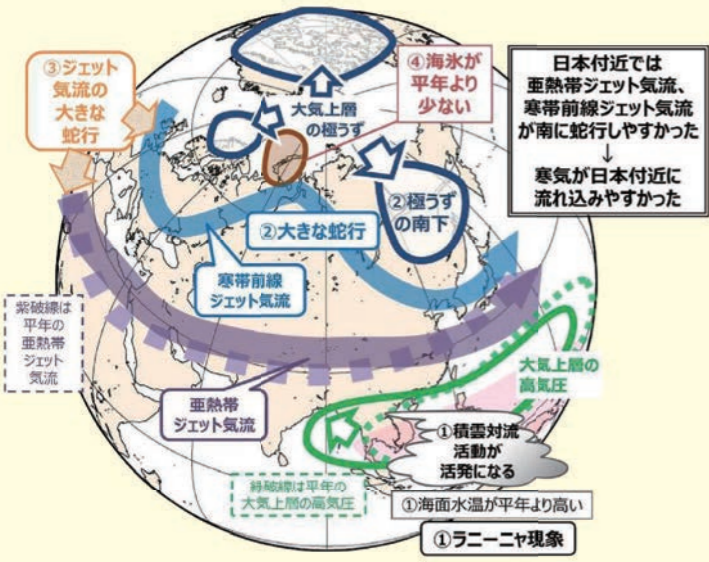 ③ジェット
気流の
大きな
蛇行
大気上層
の極うず
④海氷が
平年より
少ない
日本付近では
亜熱帯ジェット気流、
寒帯前線ジェット気流
が南に蛇行しやすかった
↓
寒気が日本付近に
流れ込みやすかった
②極うず
の南下
②大きな蛇行
寒帯前線
ジェット気流
紫破線は
平年の
亜熱帯
ジェット
気流
亜熱帯
ジェット気流
大気上層の
高気圧
①積雲対流
活動が
活発になる
緑破線は平年の
大気上層の高気圧
①海面水温が平年より高い
①ラニーニャ現象